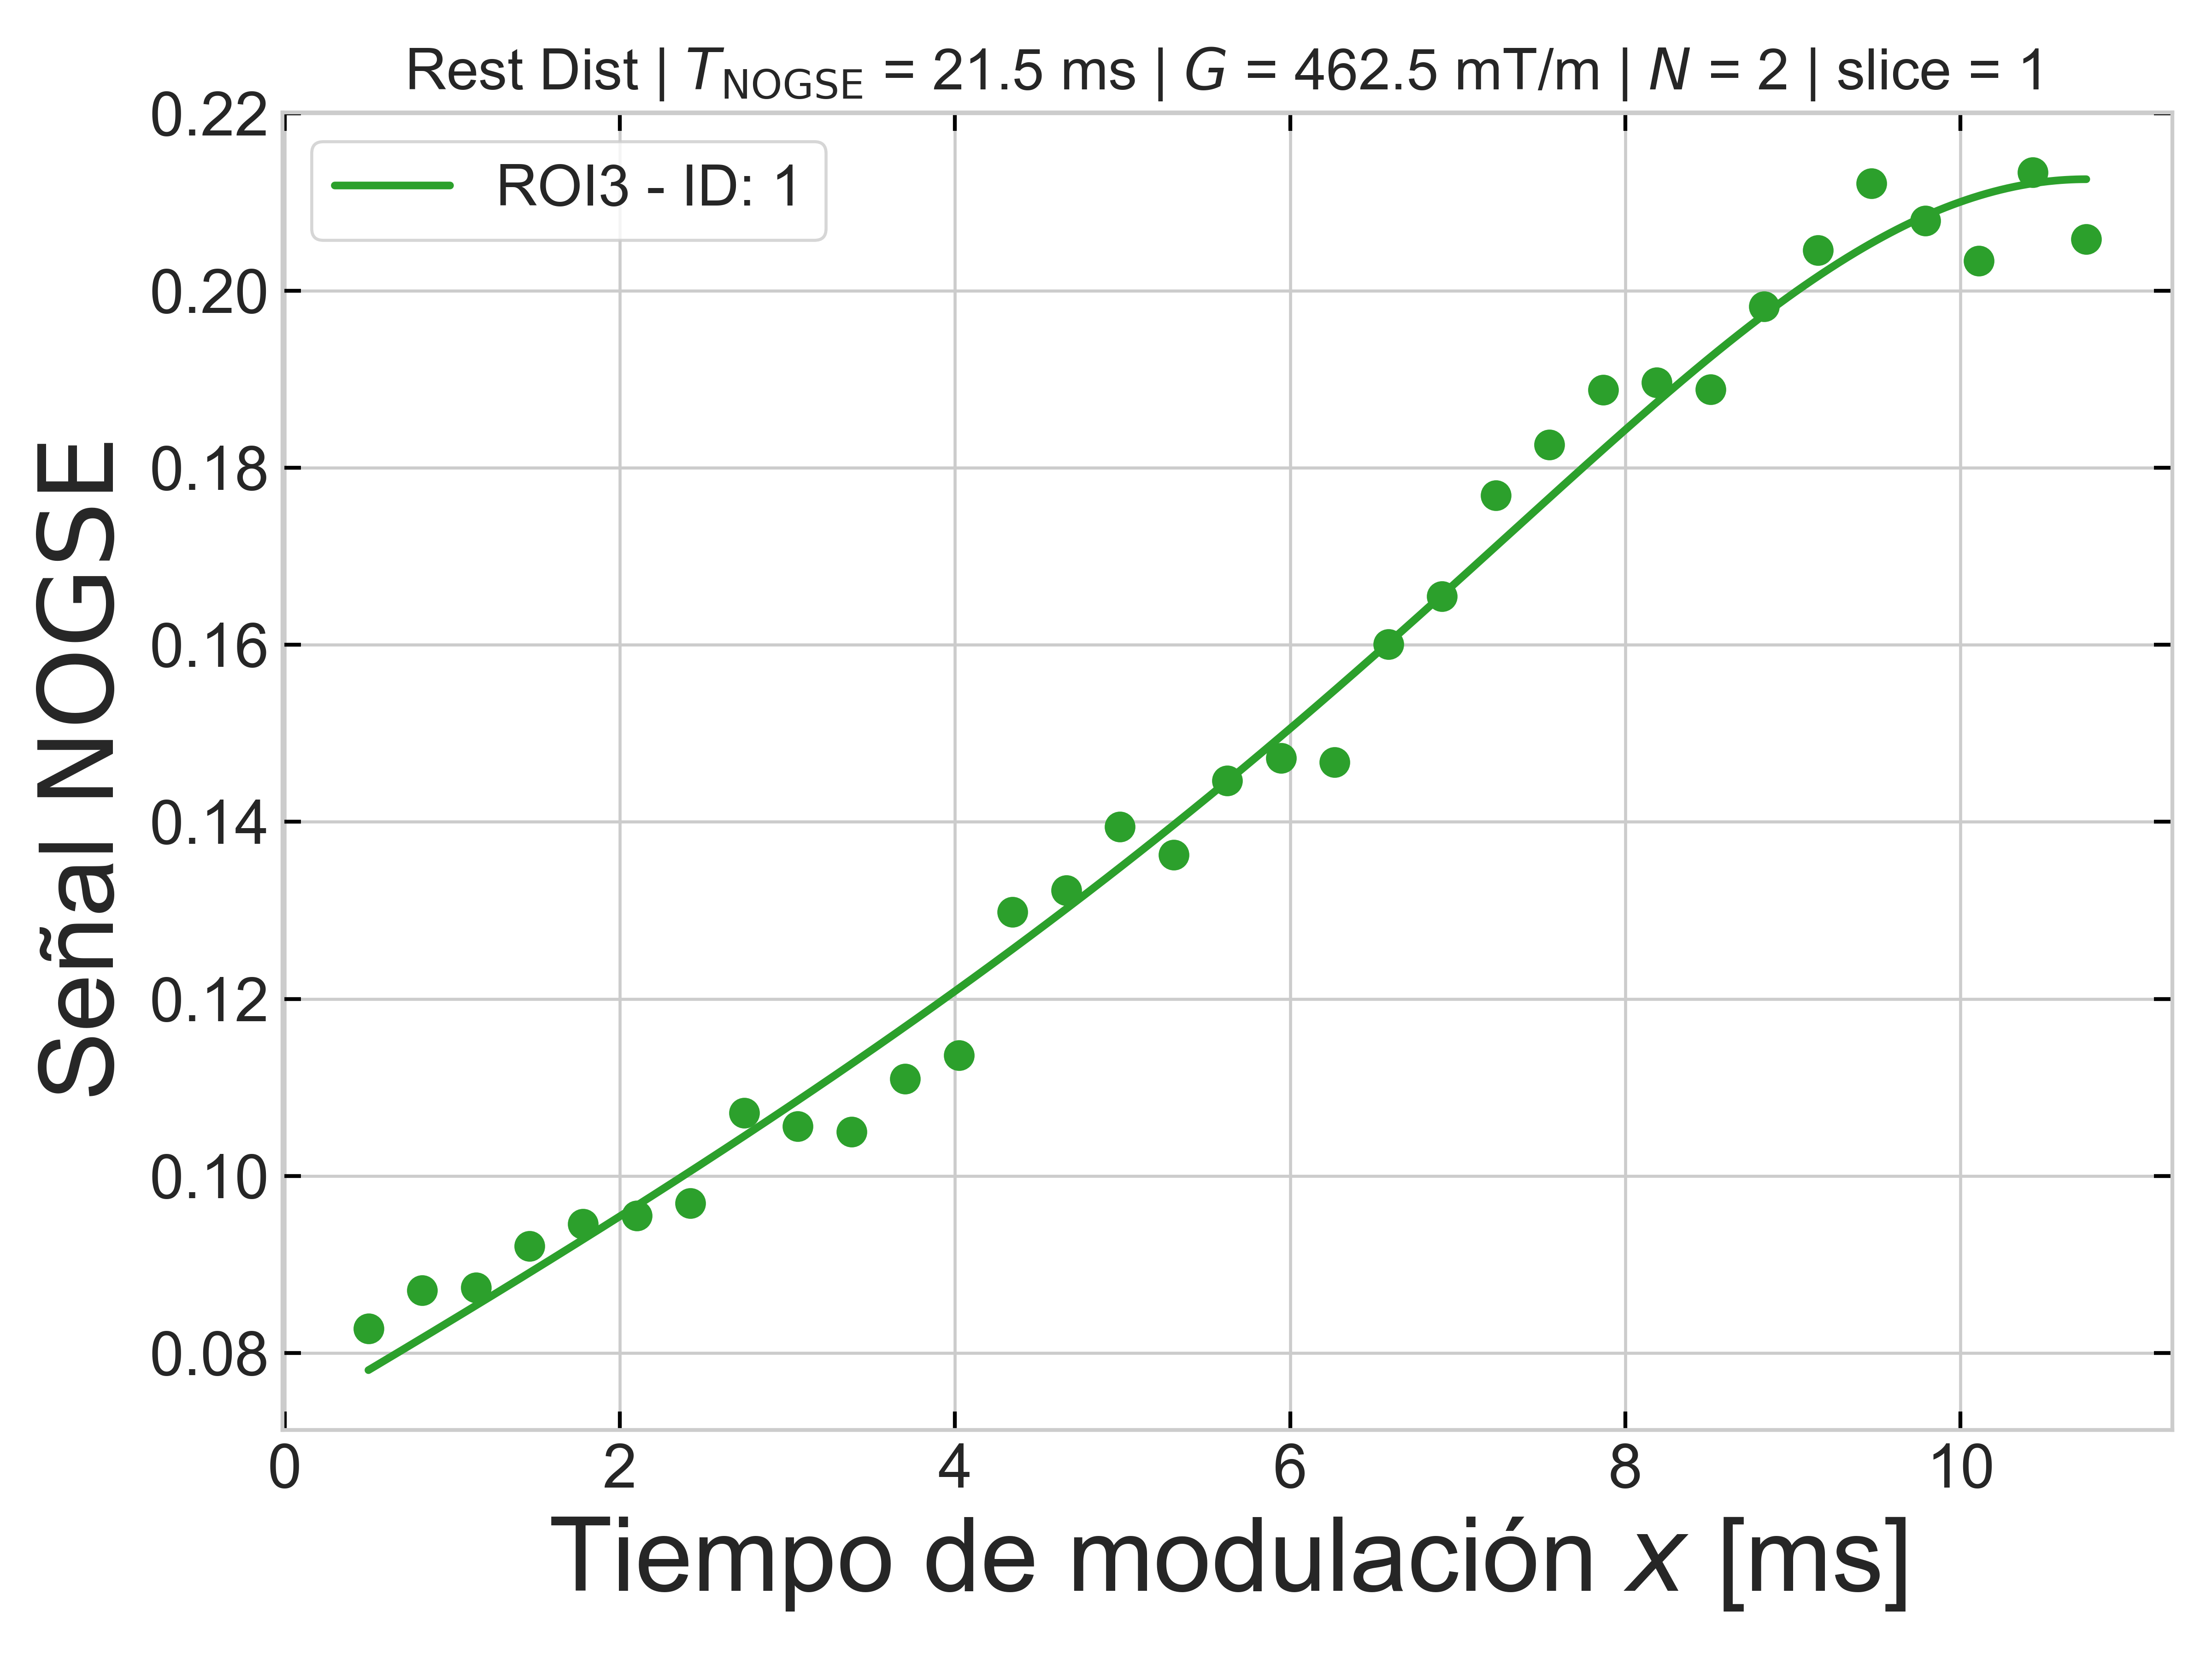 Rest Dist | T_NOGSE = 21.5 ms | G = 462.5 mT/m | N = 2 | slice = 1
0.22
ROI3 - ID: 1
0.20
0.18
0.16
0.14
0.12
0.10
0.08
Señal NOGSE
0 2 4 6 8 10
Tiempo de modulación x [ms]